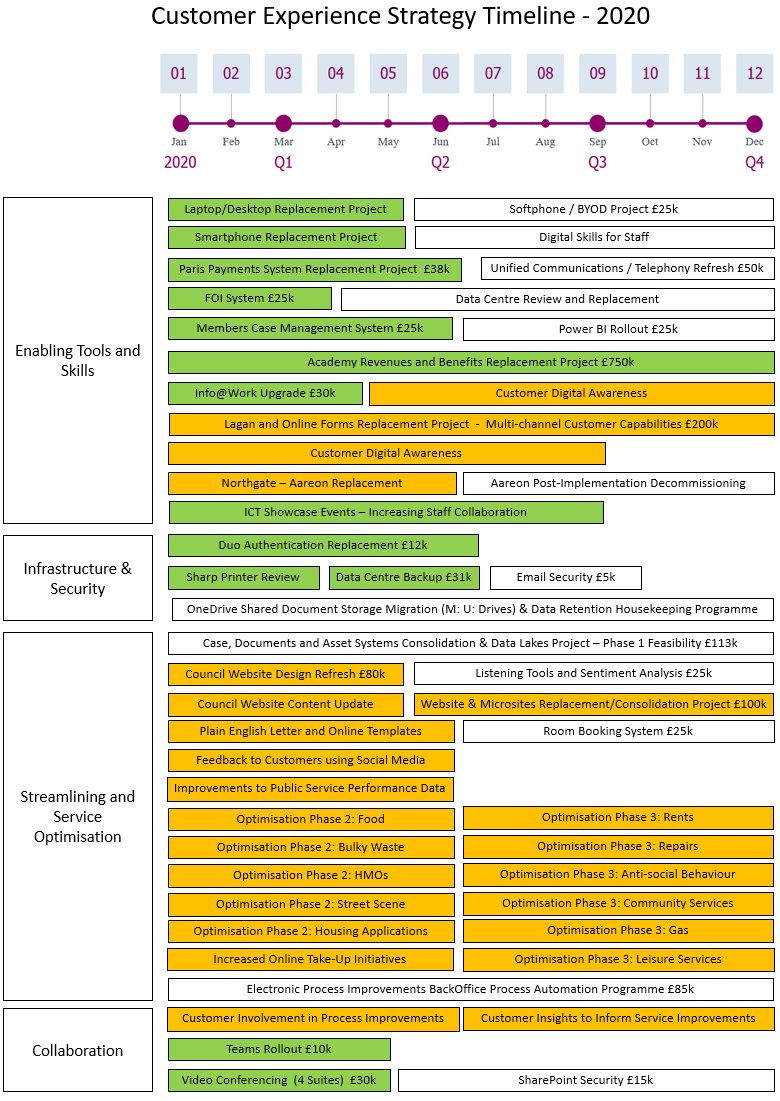 Customer Experience Strategy Timeline - 2020
01 02 03 04 05 06 07 08 09 10 11 12
Jan Feb Mar Apr May Jun Jul Aug Sep Oct Nov Dec
2020 Q1 Q2 Q3 Q4
Enabling Tools and
Skills
Laptop/Desktop Replacement Project
Softphone / BYOD Project £25k
Smartphone Replacement Project
Digital Skills for Staff
Paris Payments System Replacement Project £38k
Unified Communications / Telephony Refresh £50k
FOI System £25k
Data Centre Review and Replacement
Members Case Management System £25k
Power BI Rollout £25k
Academy Revenues and Benefits Replacement Project £750k
Info@Work Upgrade £30k
Customer Digital Awareness
Lagan and Online Forms Replacement Project - Multi-channel Customer Capabilities £200k
Customer Digital Awareness
Northgate – Aareon Replacement
Aareon Post-Implementation Decommissioning
ICT Showcase Events – Increasing Staff Collaboration
Infrastructure &
Security
Duo Authentication Replacement £12k
Sharp Printer Review
Data Centre Backup £31k
Email Security £5k
OneDrive Shared Document Storage Migration (M: U: Drives) & Data Retention Housekeeping Programme
Streamlining and
Service
Optimisation
Case, Documents and Asset Systems Consolidation & Data Lakes Project – Phase 1 Feasibility £113k
Council Website Design Refresh £80k
Listening Tools and Sentiment Analysis £25k
Council Website Content Update
Website & Microsites Replacement/Consolidation Project £100k
Plain English Letter and Online Templates
Room Booking System £25k
Feedback to Customers using Social Media
Improvements to Public Service Performance Data
Optimisation Phase 2: Food
Optimisation Phase 3: Rents
Optimisation Phase 2: Bulky Waste
Optimisation Phase 3: Repairs
Optimisation Phase 2: HMOs
Optimisation Phase 3: Anti-social Behaviour
Optimisation Phase 2: Street Scene
Optimisation Phase 3: Community Services
Optimisation Phase 2: Housing Applications
Optimisation Phase 3: Gas
Increased Online Take-Up Initiatives
Optimisation Phase 3: Leisure Services
Electronic Process Improvements BackOffice Process Automation Programme £85k
Collaboration
Customer Involvement in Process Improvements
Customer Insights to Inform Service Improvements
Teams Rollout £10k
Video Conferencing (4 Suites) £30k
SharePoint Security £15k